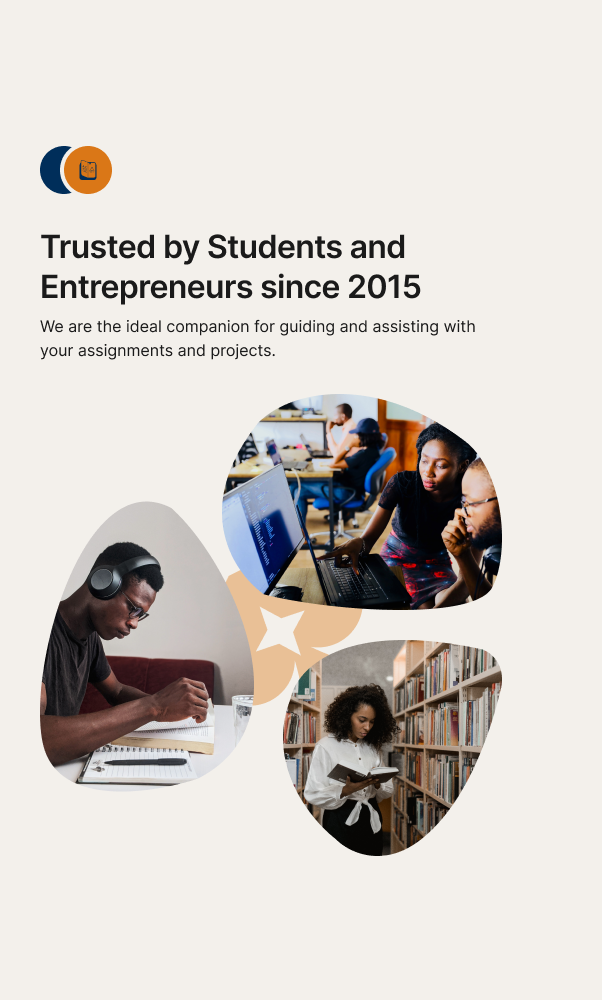 Trusted by Students and
Entrepreneurs since 2015
We are the ideal companion for guiding and assisting with
your assignments and projects.